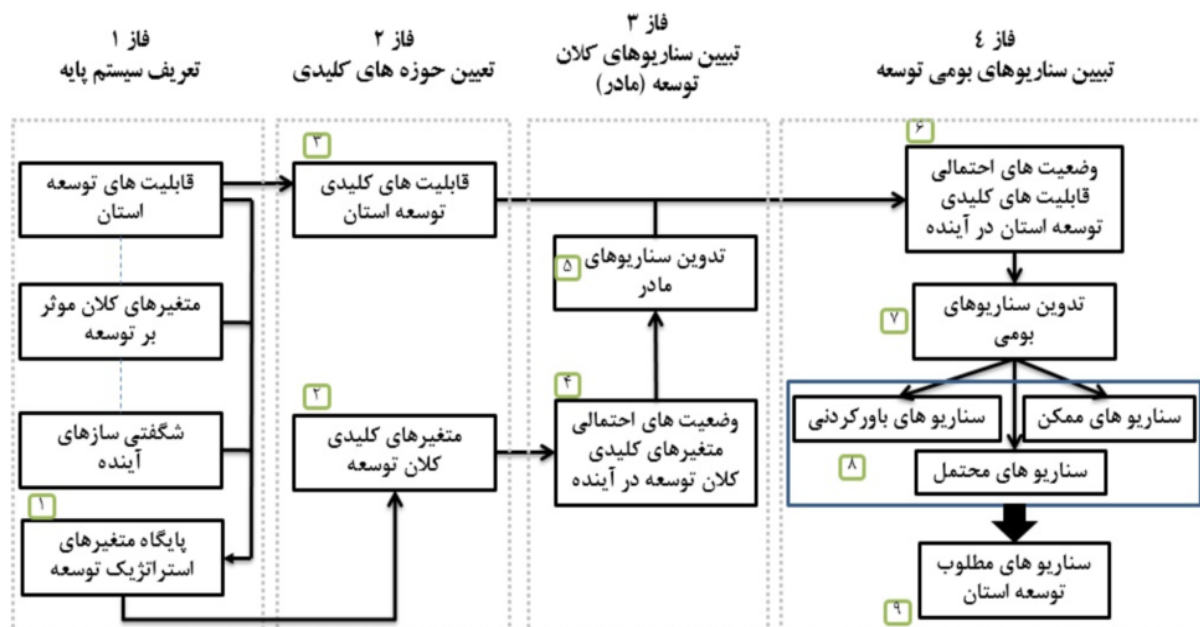 فاز ۱
تعریف سیستم پایه
فاز ۲
تعیین حوزه های کلیدی
فاز ۳
تبیین سناریوهای کلان
توسعه (مادر)
فاز ٤
تبیین سناریوهای بومی توسعه
قابلیت های توسعه
استان
متغیرهای کلان موثر
بر توسعه
شگفتی سازهای
آینده
۱
پایگاه متغیرهای
استراتژیک توسعه
۳
قابلیت های کلیدی
توسعه استان
۲
متغیرهای کلیدی
کلان توسعه
۵
تدوین سناریوهای
مادر
۴
وضعیت های احتمالی
متغیرهای کلیدی
کلان توسعه در آینده
۶
وضعیت های احتمالی
قابلیت های کلیدی
توسعه استان در آینده
۷
تدوین سناریوهای
بومی
سناریو های باورکردنی
سناریو های ممکن
۸
سناریو های محتمل
سناریو های مطلوب
توسعه استان
۹